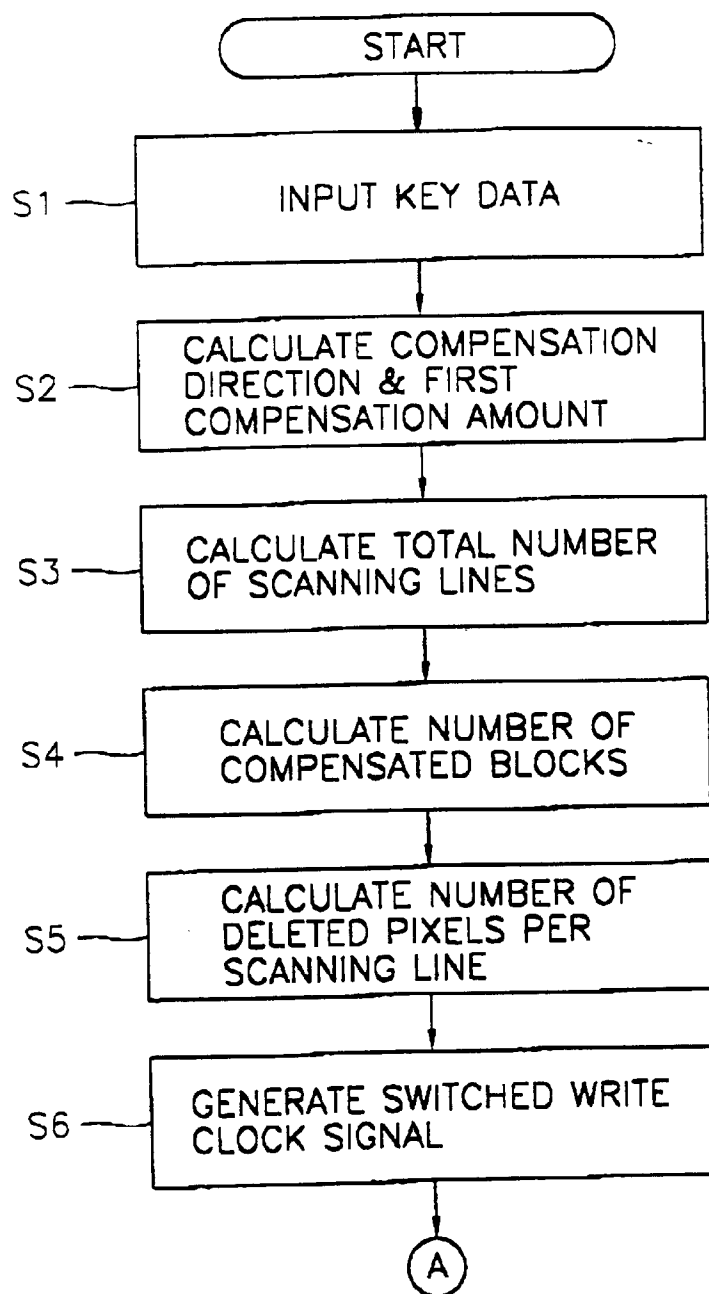 START
S1
INPUT KEY DATA
S2
CALCULATE COMPENSATION
DIRECTION & FIRST
COMPENSATION AMOUNT
S3
CALCULATE TOTAL NUMBER
OF SCANNING LINES
S4
CALCULATE NUMBER OF
COMPENSATED BLOCKS
S5
CALCULATE NUMBER OF
DELETED PIXELS PER
SCANNING LINE
S6
GENERATE SWITCHED WRITE
CLOCK SIGNAL
A